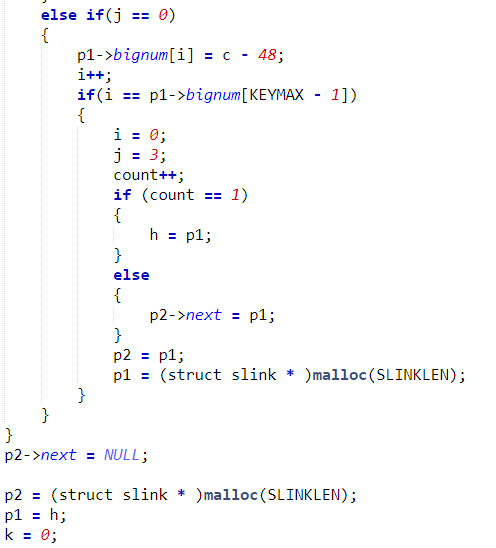 else if(j == 0)
{
p1->bignum[i] = c - 48;
i++;
if(i == p1->bignum[KEYMAX - 1])
{
i = 0;
j = 3;
count++;
if (count == 1)
{
h = p1;
}
else
{
p2->next = p1;
}
p2 = p1;
p1 = (struct slink * )malloc(SLINKLEN);
}
}
}
p2->next = NULL;
p2 = (struct slink * )malloc(SLINKLEN);
p1 = h;
k = 0;